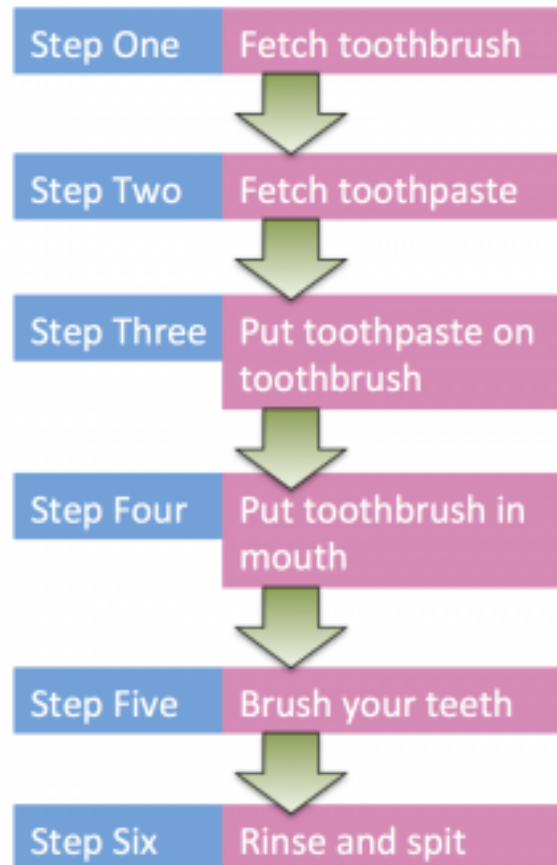 Step One Fetch toothbrush
Step Two Fetch toothpaste
Step Three Put toothpaste on
toothbrush
Step Four Put toothbrush in
mouth
Step Five Brush your teeth
Step Six Rinse and spit